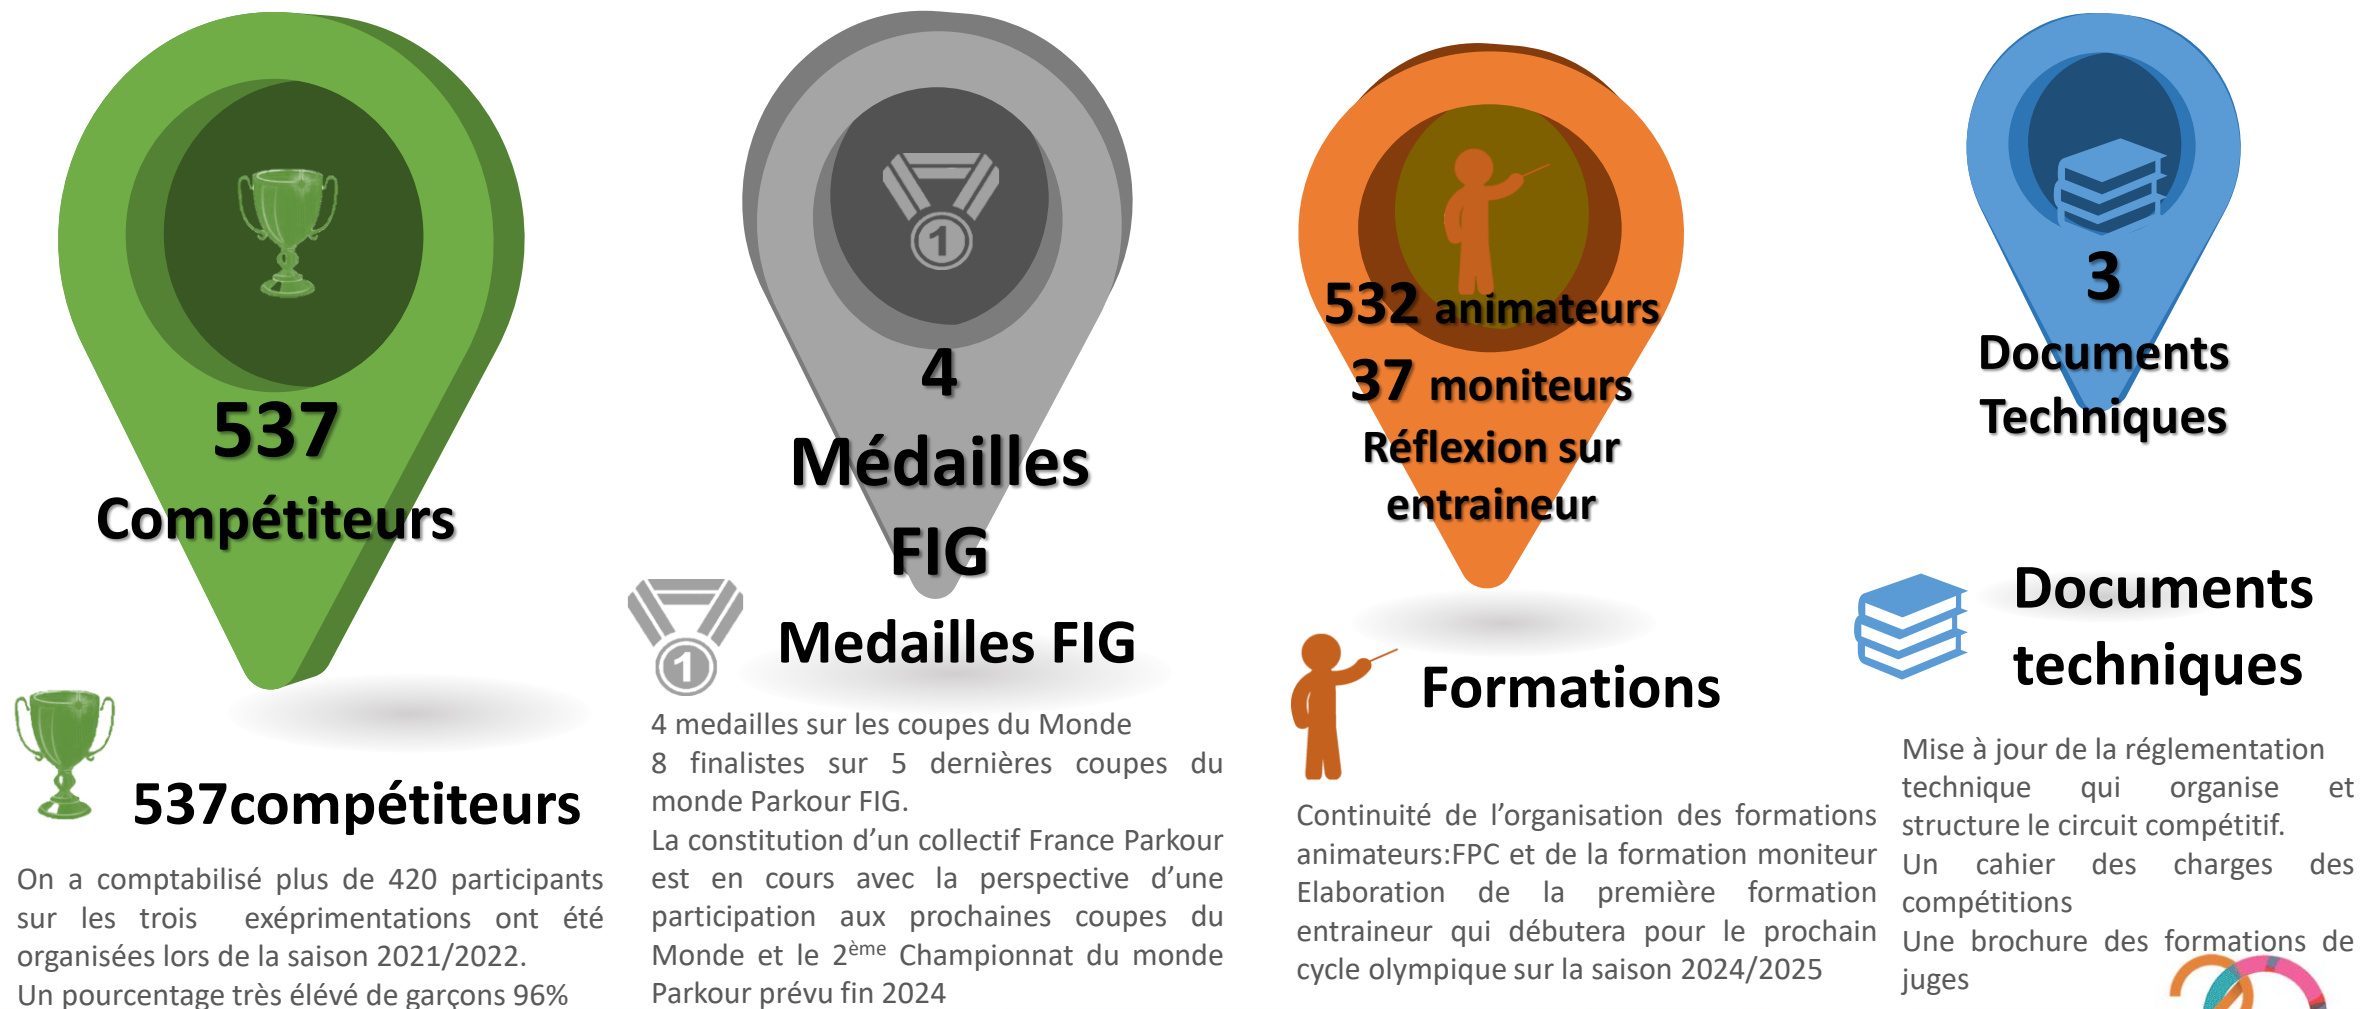 537
Compétiteurs
537compétiteurs
On a comptabilisé plus de 420 participants
sur les trois exéprimentations ont été
organisées lors de la saison 2021/2022.
Un pourcentage très élévé de garçons 96%
1
4
Médailles
FIG
1
Medailles FIG
4 medailles sur les coupes du Monde
8 finalistes sur 5 dernières coupes du
monde Parkour FIG.
La constitution d’un collectif France Parkour
est en cours avec la perspective d’une
participation aux prochaines coupes du
Monde et le 2ème Championnat du monde
Parkour prévu fin 2024
532 animateurs
37 moniteurs
Réflexion sur
entraineur
Formations
Continuité de l’organisation des formations
animateurs:FPC et de la formation moniteur
Elaboration de la première formation
entraineur qui débutera pour le prochain
cycle olympique sur la saison 2024/2025
3
Documents
Techniques
Documents
techniques
Mise à jour de la réglementation
technique qui organise et
structure le circuit compétitif.
Un cahier des charges des
compétitions
Une brochure des formations de
juges